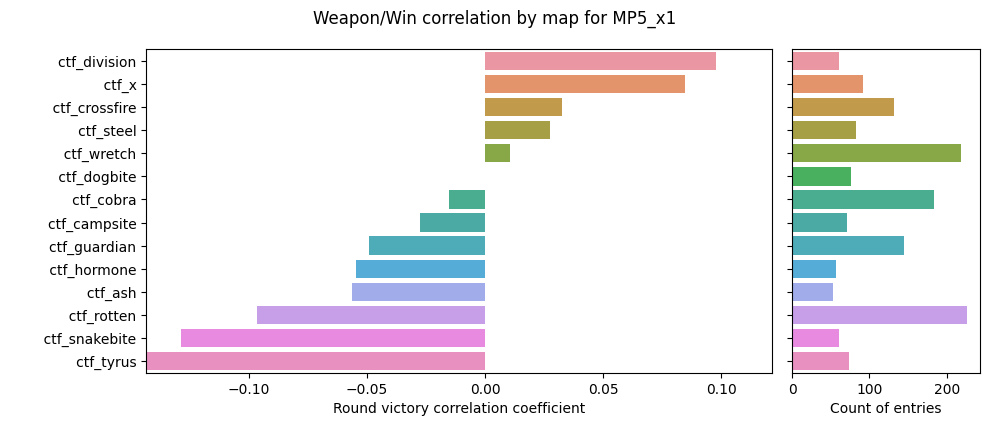 Weapon/Win correlation by map for MP5_x1
ctf_division
ctf_x
ctf_crossfire
ctf_steel
ctf_wretch
ctf_dogbite
ctf_cobra
ctf_campsite
ctf_guardian
ctf_hormone
ctf_ash
ctf_rotten
ctf_snakebite
ctf_tyrus
−0.10 −0.05 0.00 0.05 0.10
Round victory correlation coefficient
0 100 200
Count of entries